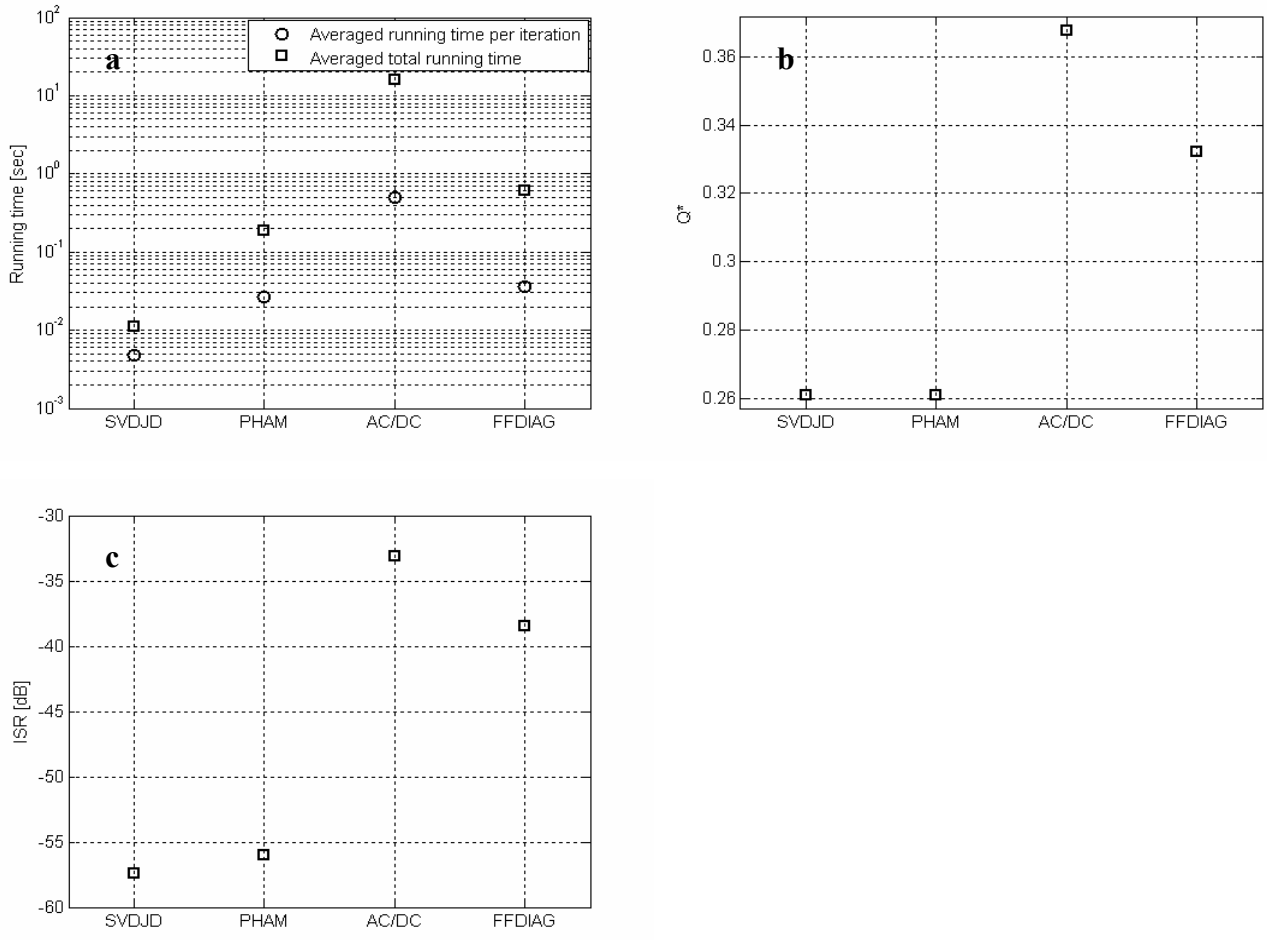 a
Averaged running time per iteration
Averaged total running time
Running time [sec]
10^2
10^1
10^0
10^-1
10^-2
10^-3
SVDJD PHAM AC/DC FFDIAG
b
Q*
0.36
0.34
0.32
0.3
0.28
0.26
SVDJD PHAM AC/DC FFDIAG
c
ISR [dB]
-30
-35
-40
-45
-50
-55
-60
SVDJD PHAM AC/DC FFDIAG